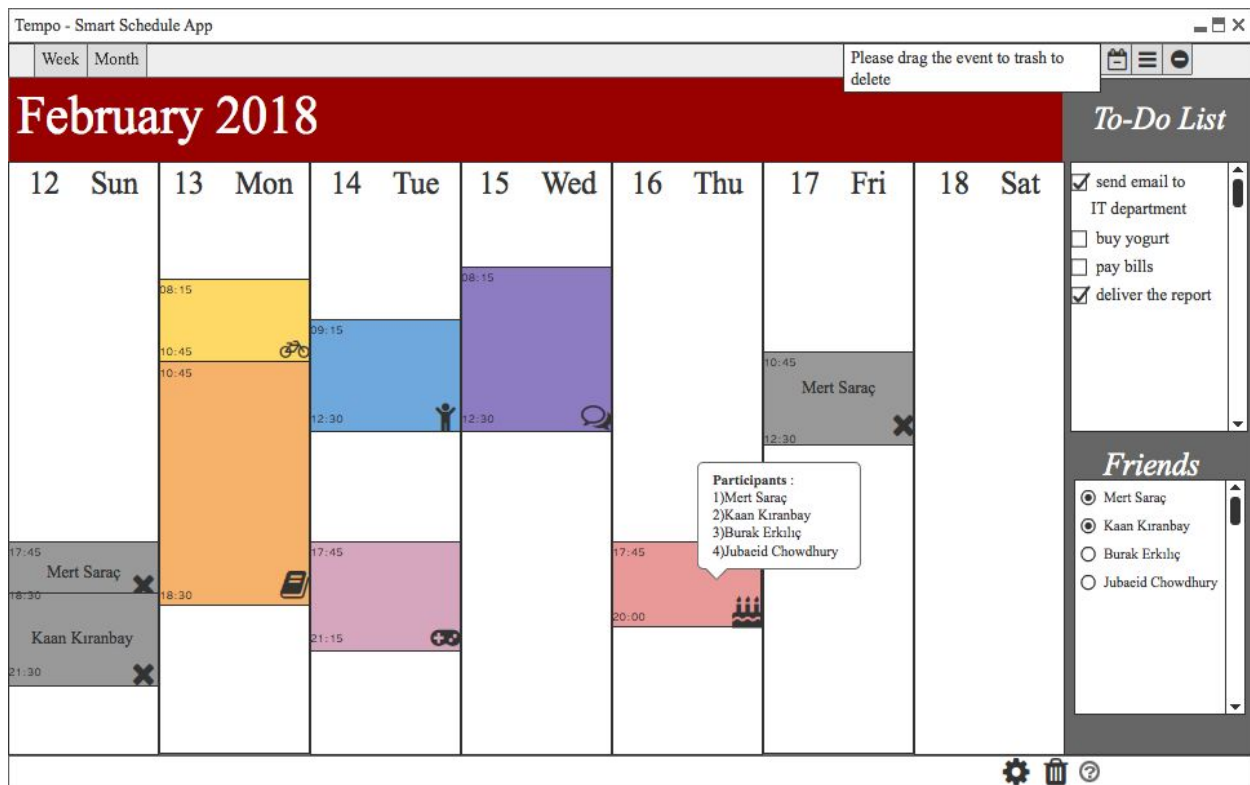 Tempo - Smart Schedule App
Week Month
Please drag the event to trash to
delete
February 2018
To-Do List
12 Sun 13 Mon 14 Tue 15 Wed 16 Thu 17 Fri 18 Sat
send email to
IT department
buy yogurt
pay bills
deliver the report
08:15
10:45
10:45
18:30
09:15
12:30
08:15
12:30
10:45
Mert Saraç
12:30
Participants :
1)Mert Saraç
2)Kaan Kıranbay
3)Burak Erkılıç
4)Jubaeid Chowdhury
Friends
Mert Saraç
Kaan Kıranbay
Burak Erkılıç
Jubaeid Chowdhury
17:45
Mert Saraç
18:30
Kaan Kıranbay
21:30
17:45
21:15
17:45
20:00